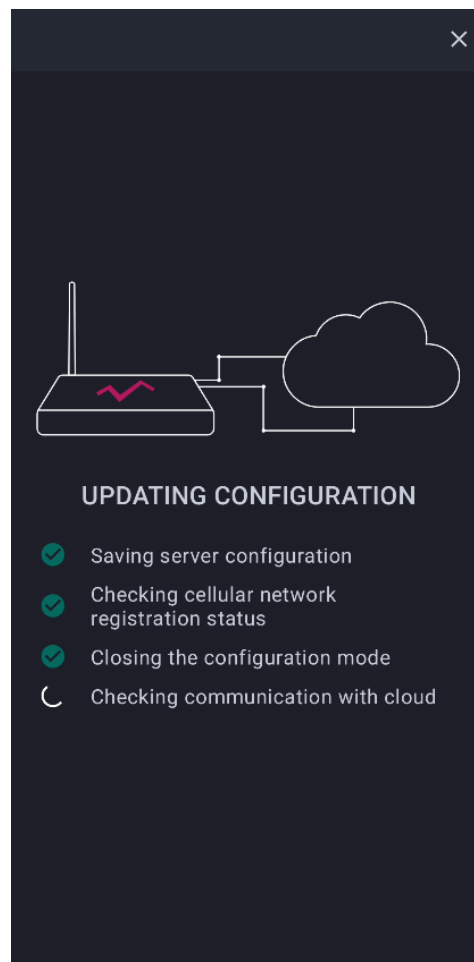 UPDATING CONFIGURATION
Saving server configuration
Checking cellular network
registration status
Closing the configuration mode
Checking communication with cloud